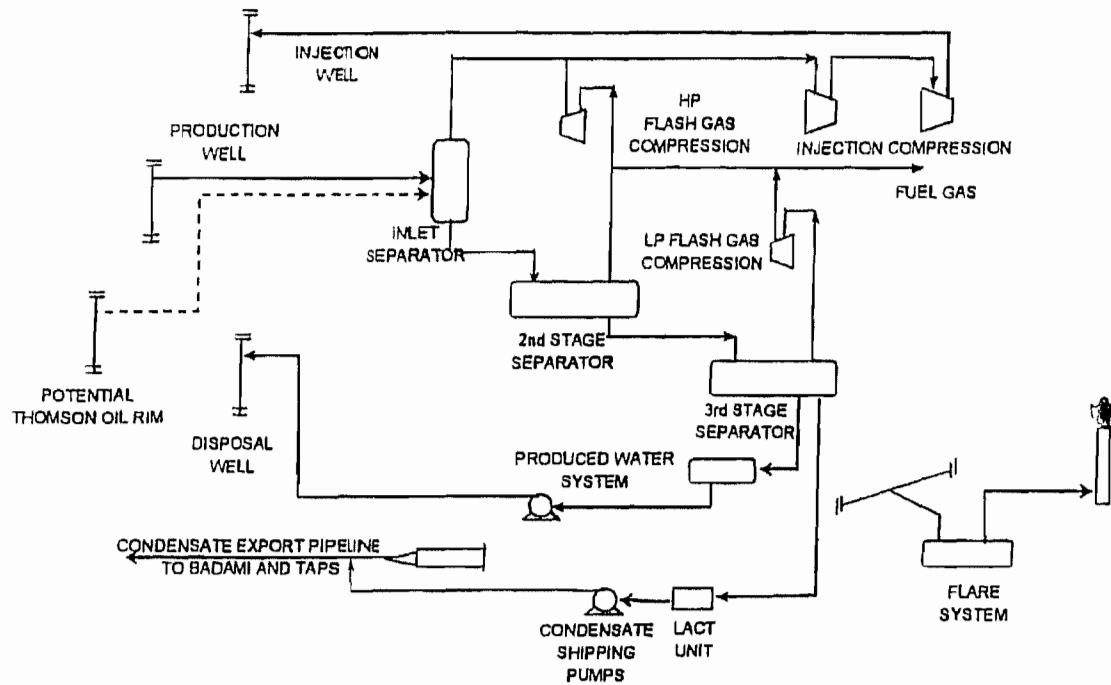 INJECTION
WELL
HP
FLASH GAS
COMPRESSION
INJECTION COMPRESSION
PRODUCTION
WELL
FUEL GAS
INLET
SEPARATOR
LP FLASH GAS
COMPRESSION
2nd STAGE
SEPARATOR
POTENTIAL
THOMSON OIL RIM
3rd STAGE
SEPARATOR
DISPOSAL
WELL
PRODUCED WATER
SYSTEM
CONDENSATE EXPORT PIPELINE
TO BADAMI AND TAPS
FLARE
SYSTEM
CONDENSATE
SHIPPING
PUMPS
LACT
UNIT